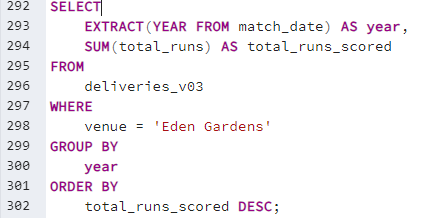 292 SELECT
293 EXTRACT(YEAR FROM match_date) AS year,
294 SUM(total_runs) AS total_runs_scored
295 FROM
296 deliveries_v03
297 WHERE
298 venue = 'Eden Gardens'
299 GROUP BY
300 year
301 ORDER BY
302 total_runs_scored DESC;